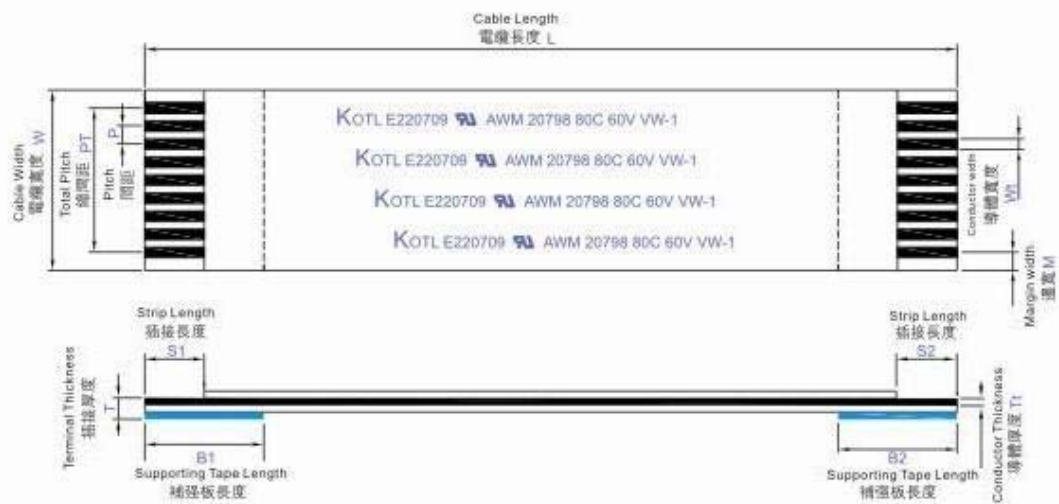 Cable Length
電纜長度 L
Cable Width
電纜寬度 W
Total Pitch
總間距 PT
Pitch
間距
P
KOTL E220709 AWM 20798 80C 60V VW-1
KOTL E220709 AWM 20798 80C 60V VW-1
KOTL E220709 AWM 20798 80C 60V VW-1
KOTL E220709 AWM 20798 80C 60V VW-1
Conductor width
導體寬度
Wt
Margin width
邊寬 M
Strip Length
插接長度
S1
Strip Length
插接長度
S2
Terminal Thickness
插接厚度
T
Conductor Thickness
導體厚度 Tt
B1
Supporting Tape Length
補强板長度
B2
Supporting Tape Length
補强板長度